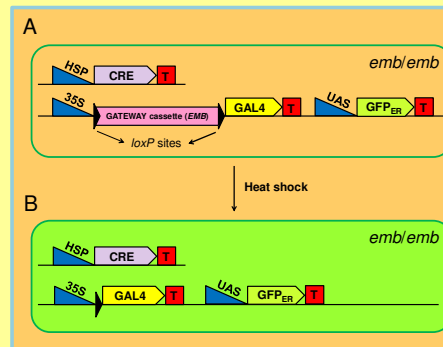 A
emb/emb
HSP CRE T
35S GATEWAY cassette (EMB) GAL4 T UAS GFPER T
loxP sites
Heat shock
B
emb/emb
HSP CRE T
35S GAL4 T UAS GFPER T